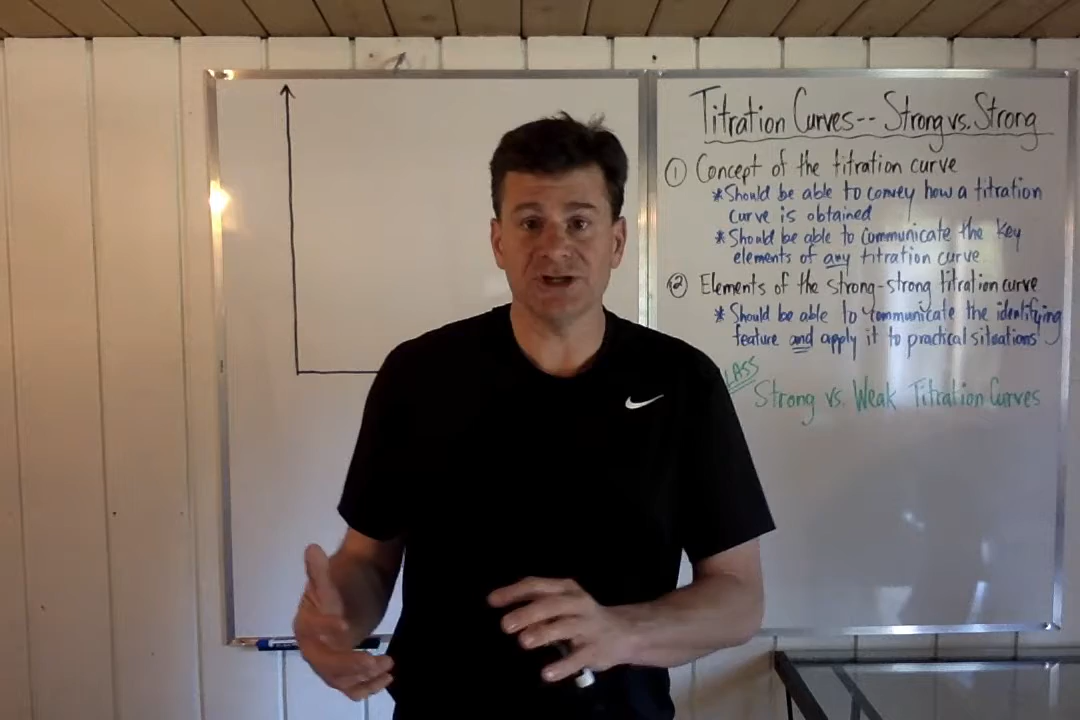 Titration Curves-- Strong vs. Strong
① Concept of the titration curve
* Should be able to convey how a titration
curve is obtained
* Should be able to communicate the key
elements of any titration curve
② Elements of the strong-strong titration curve
* Should be able to communicate the identifying
feature and apply it to practical situations
Strong vs. Weak Titration Curves